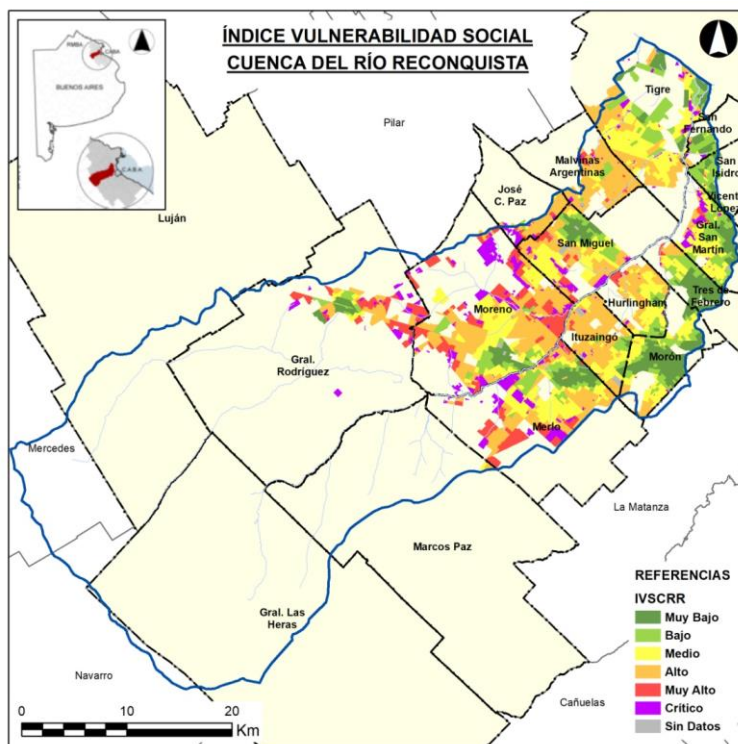 ÍNDICE VULNERABILIDAD SOCIAL
CUENCA DEL RÍO RECONQUISTA
RMBA
CABA
BUENOS AIRES
C.A.B.A.
Pilar
Luján
Tigre
San
Fernando
San
Isidro
Vicente
López
Malvinas
Argentinas
José
C. Paz
Gral.
San
Martín
San Miguel
Tres de
Febrero
Hurlingham
Moreno
Ituzaingó
Morón
Gral.
Rodríguez
Merlo
Mercedes
La Matanza
Marcos Paz
Gral. Las
Heras
Navarro
Cañuelas
REFERENCIAS
IVSCRR
Muy Bajo
Bajo
Medio
Alto
Muy Alto
Crítico
Sin Datos
0 10 20
Km